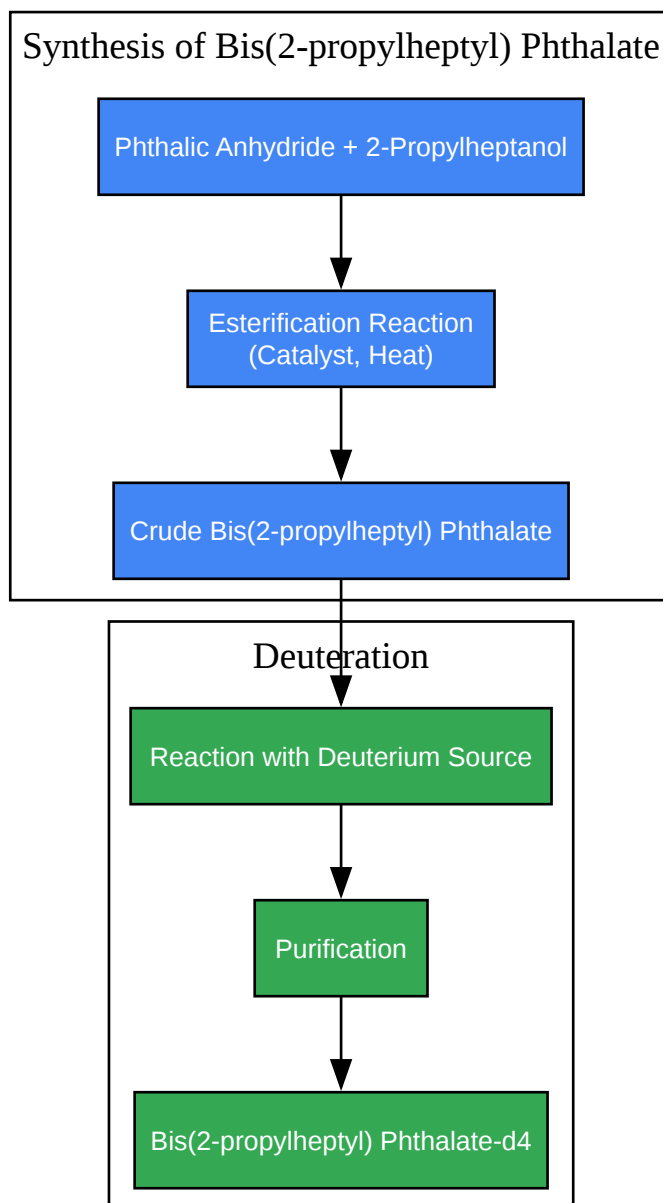 Synthesis of Bis(2-propylheptyl) Phthalate
Phthalic Anhydride + 2-Propylheptanol
Esterification Reaction
(Catalyst, Heat)
Crude Bis(2-propylheptyl) Phthalate
Deuteration
Reaction with Deuterium Source
Purification
Bis(2-propylheptyl) Phthalate-d4